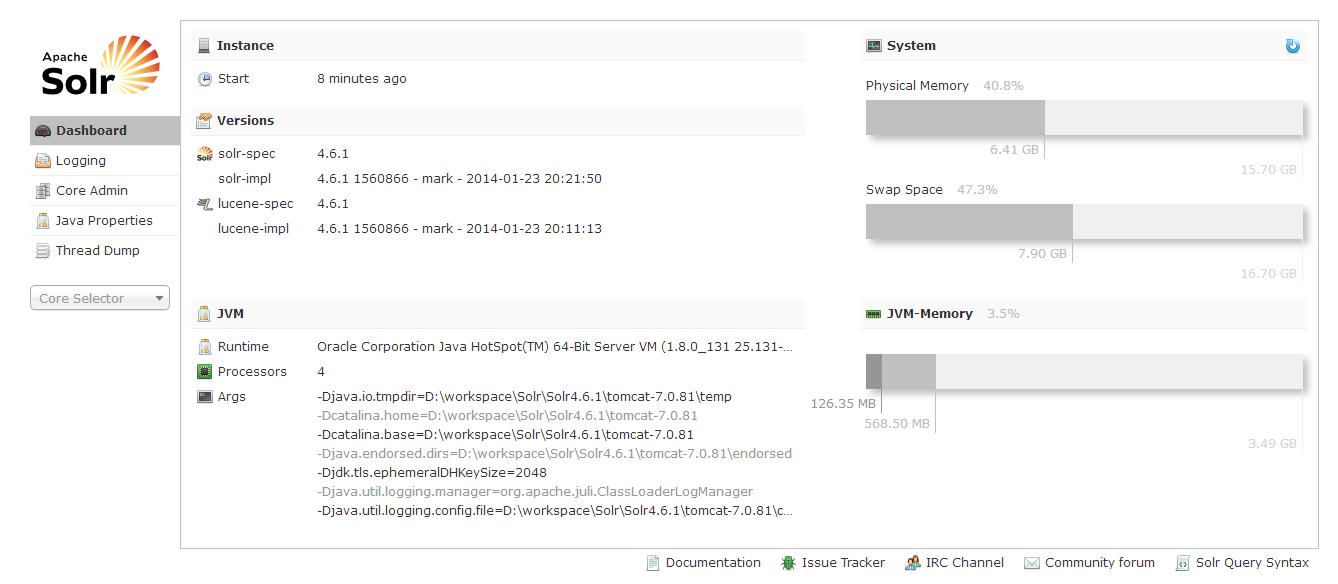 Apache
Solr
Dashboard
Logging
Core Admin
Java Properties
Thread Dump
Core Selector
Instance
Start 8 minutes ago
Versions
Solr solr-spec 4.6.1
solr-impl 4.6.1 1560866 - mark - 2014-01-23 20:21:50
lucene-spec 4.6.1
lucene-impl 4.6.1 1560866 - mark - 2014-01-23 20:11:13
JVM
Runtime Oracle Corporation Java HotSpot(TM) 64-Bit Server VM (1.8.0_131 25.131-...
Processors 4
Args -Djava.io.tmpdir=D:\workspace\Solr\Solr4.6.1\tomcat-7.0.81\temp
-Dcatalina.home=D:\workspace\Solr\Solr4.6.1\tomcat-7.0.81
-Dcatalina.base=D:\workspace\Solr\Solr4.6.1\tomcat-7.0.81
-Djava.endorsed.dirs=D:\workspace\Solr\Solr4.6.1\tomcat-7.0.81\endorsed
-Djdk.tls.ephemeralDHKeySize=2048
-Djava.util.logging.manager=org.apache.juli.ClassLoaderLogManager
-Djava.util.logging.config.file=D:\workspace\Solr\Solr4.6.1\tomcat-7.0.81\c...
System
Physical Memory 40.8%
6.41 GB
15.70 GB
Swap Space 47.3%
7.90 GB
16.70 GB
JVM-Memory 3.5%
126.35 MB
568.50 MB
3.49 GB
Documentation Issue Tracker IRC Channel Community forum Solr Query Syntax